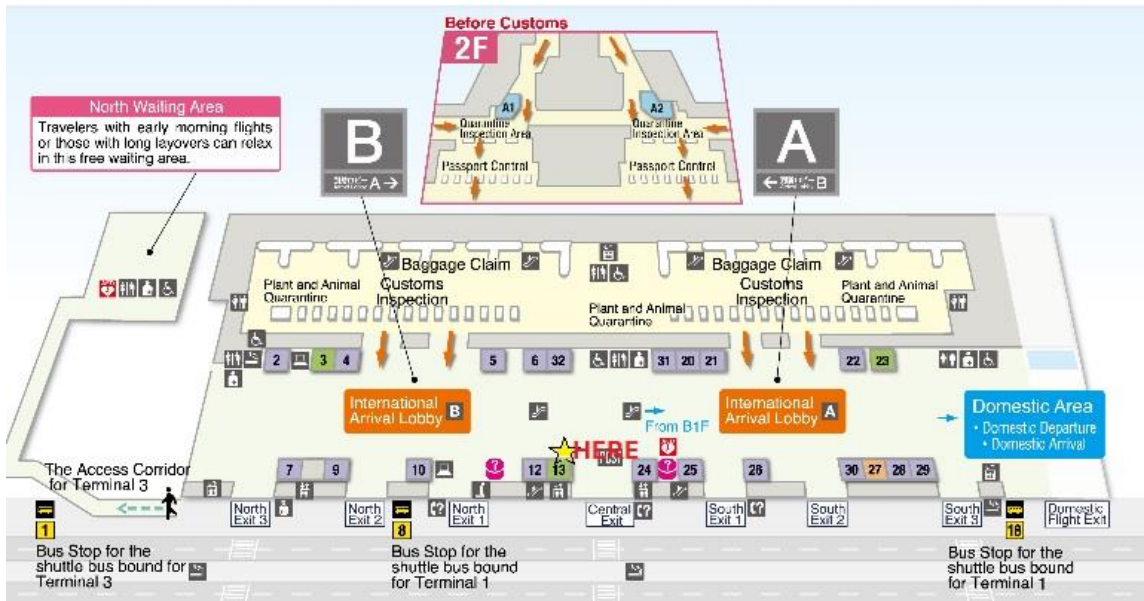 Before Customs
2F
A1
A2
Quarantine
Inspection Area
Quarantine
Inspection Area
Passport Control
Passport Control
North Waiting Area
Travelers with early morning flights
or those with long layovers can relax
in this free waiting area.
B
A→
A
←
B
Baggage Claim
Baggage Claim
Customs
Inspection
Customs
Inspection
Plant and Animal
Quarantine
Plant and Animal
Quarantine
Plant and Animal
Quarantine
2
3
4
5
6
32
31
20
21
22
23
International
Arrival Lobby B
International
Arrival Lobby A
From B1F
Domestic Area
• Domestic Departure
• Domestic Arrival
HERE
The Access Corridor
for Terminal 3
7
9
10
12
13
24
25
26
30
27
28
29
North
Exit 3
North
Exit 2
North
Exit 1
Central
Exit
South
Exit 1
South
Exit 2
South
Exit 3
Domestic
Flight Exit
1
Bus Stop for the
shuttle bus bound for
Terminal 3
8
Bus Stop for the
shuttle bus bound
for Terminal 1
18
Bus Stop for the
shuttle bus bound
for Terminal 1